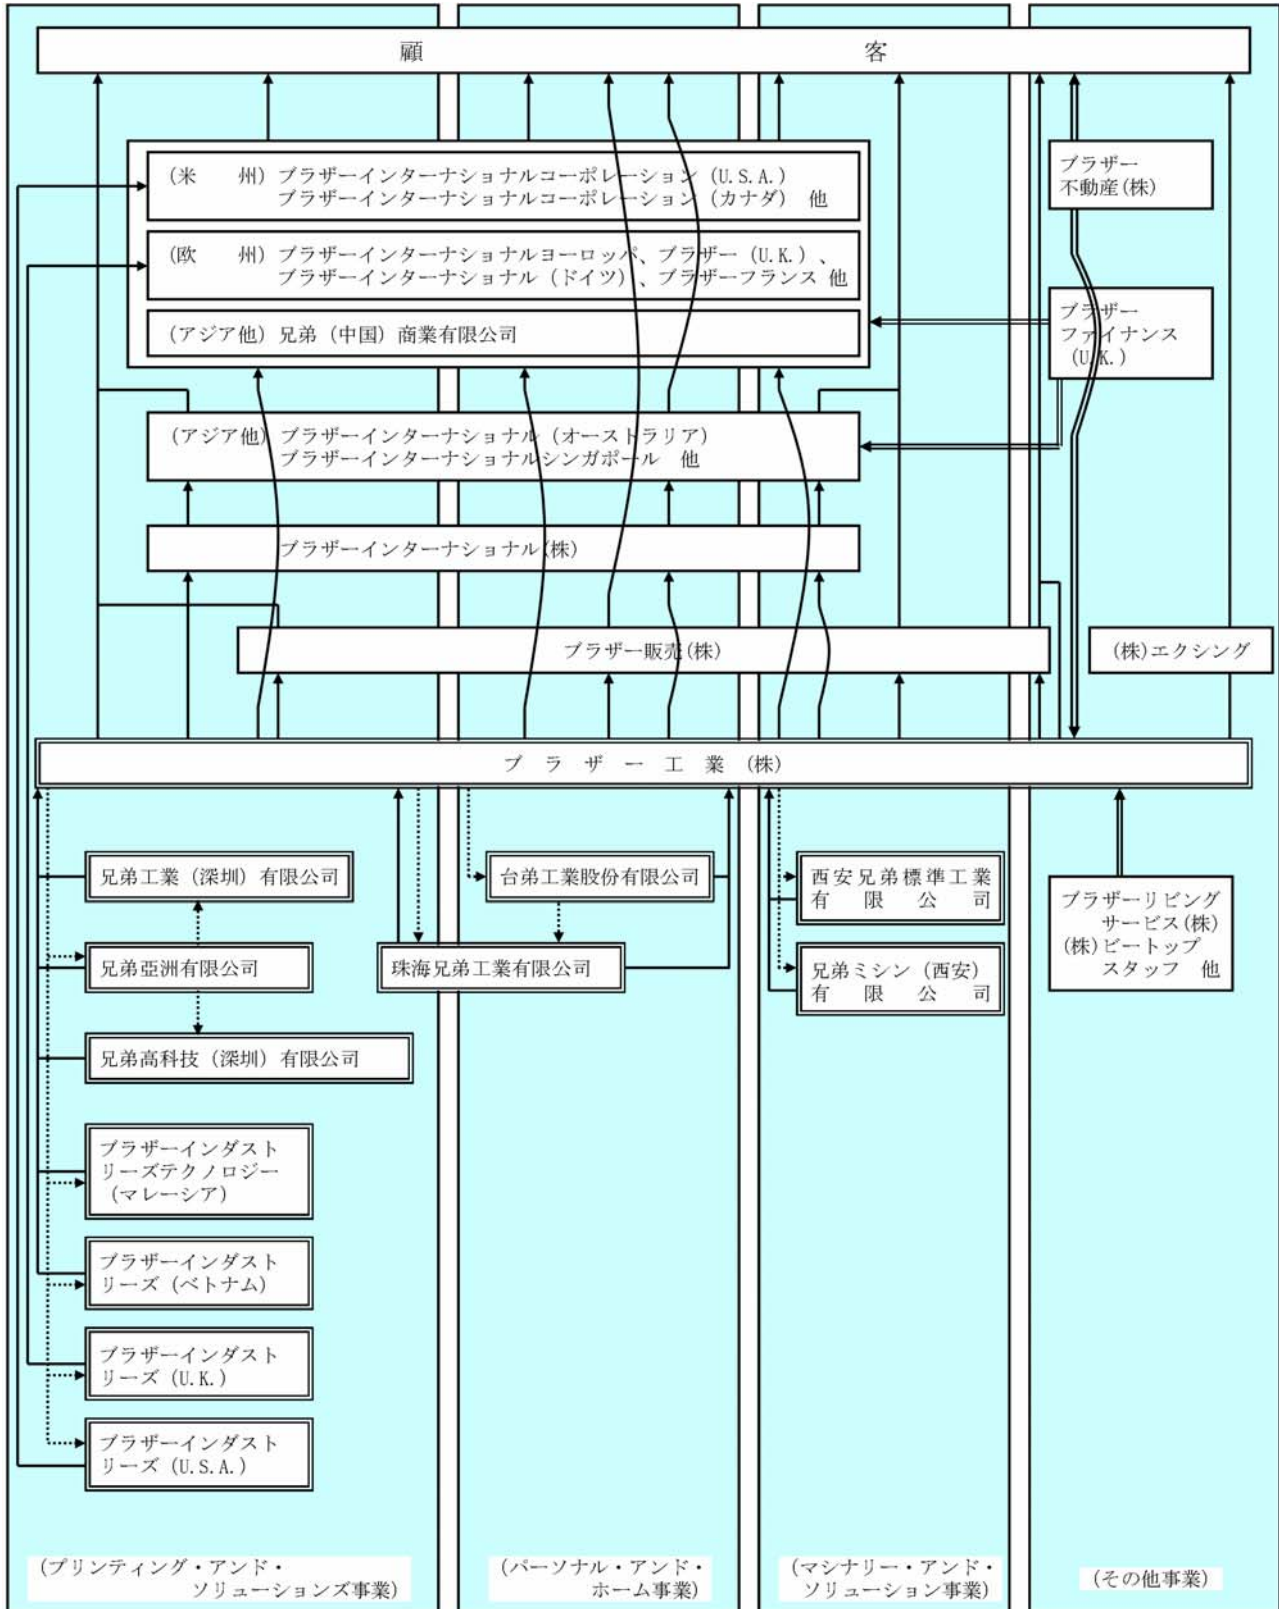 顧　　　　　　　　　　客
(米　　州) ブラザーインターナショナルコーポレーション (U.S.A.)
ブラザーインターナショナルコーポレーション (カナダ) 他
(欧　　州) ブラザーインターナショナルヨーロッパ、ブラザー (U.K.) 、
ブラザーインターナショナル (ドイツ) 、ブラザーフランス 他
(アジア他) 兄弟 (中国) 商業有限公司
ブラザー
不動産(株)
ブラザー
ファイナンス
(U.K.)
(アジア他) ブラザーインターナショナル (オーストラリア)
ブラザーインターナショナルシンガポール　他
ブラザーインターナショナル(株)
ブラザー販売(株)
(株)エクシング
ブ　ラ　ザ　ー　工　業　(株)
兄弟工業 (深圳) 有限公司
兄弟亞洲有限公司
兄弟高科技 (深圳) 有限公司
ブラザーインダスト
リーズテクノロジー
(マレーシア)
ブラザーインダスト
リーズ (ベトナム)
ブラザーインダスト
リーズ (U.K.)
ブラザーインダスト
リーズ (U.S.A.)
台弟工業股份有限公司
珠海兄弟工業有限公司
西安兄弟標準工業
有　限　公　司
兄弟ミシン (西安)
有　限　公　司
ブラザーリビング
サービス(株)
(株)ビートップ
スタッフ　他
(プリンティング・アンド・
ソリューションズ事業)
(パーソナル・アンド・
ホーム事業)
(マシナリー・アンド・
ソリューション事業)
(その他事業)